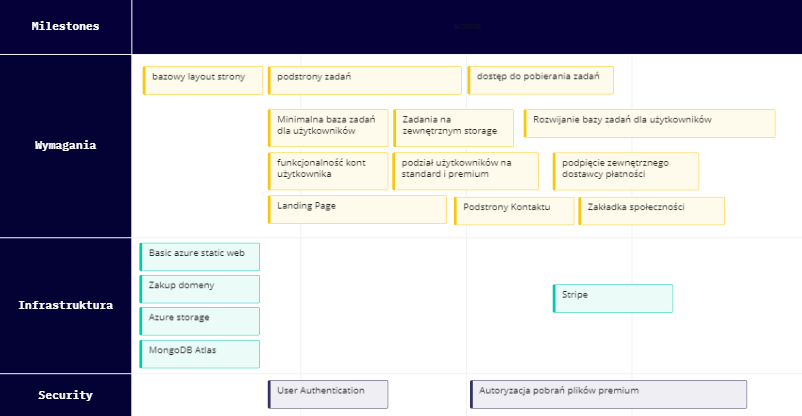 Milestones
Wymagania
bazowy layout strony
podstrony zadań
dostęp do pobierania zadań
Minimalna baza zadań
dla użytkowników
Zadania na
zewnętrznym storage
Rozwijanie bazy zadań dla użytkowników
funkcjonalność kont
użytkownika
podział użytkowników na
standard i premium
podpięcie zewnętrznego
dostawcy płatności
Landing Page
Podstrony Kontaktu
Zakładka społeczności
Infrastruktura
Basic azure static web
Zakup domeny
Azure storage
MongoDB Atlas
Stripe
Security
User Authentication
Autoryzacja pobrań plików premium